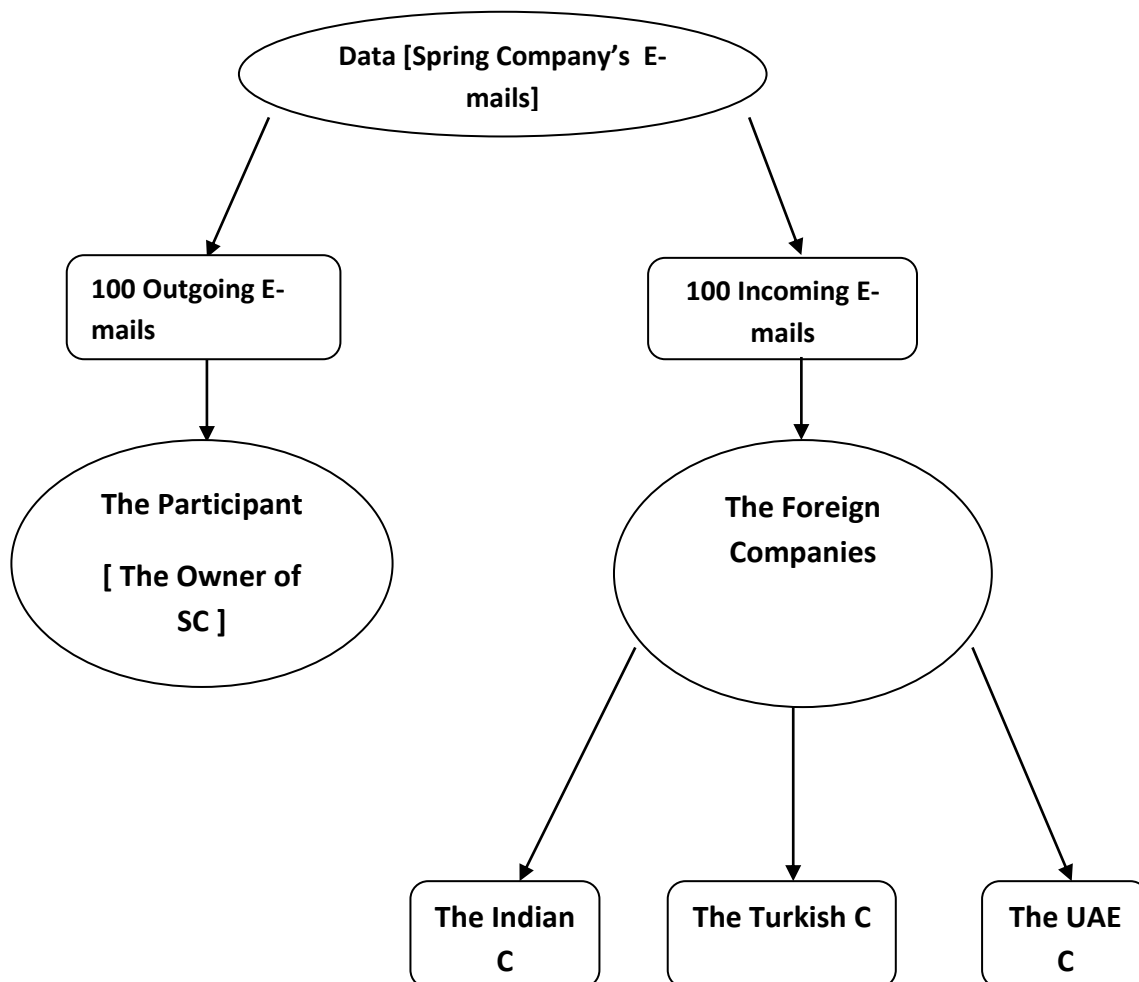 Data [Spring Company’s E-
mails]
100 Outgoing E-
mails
100 Incoming E-
mails
The Participant
[ The Owner of
SC ]
The Foreign
Companies
The Indian
C
The Turkish C
The UAE
C